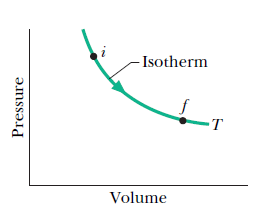 i
Isotherm
f
T
Pressure
Volume